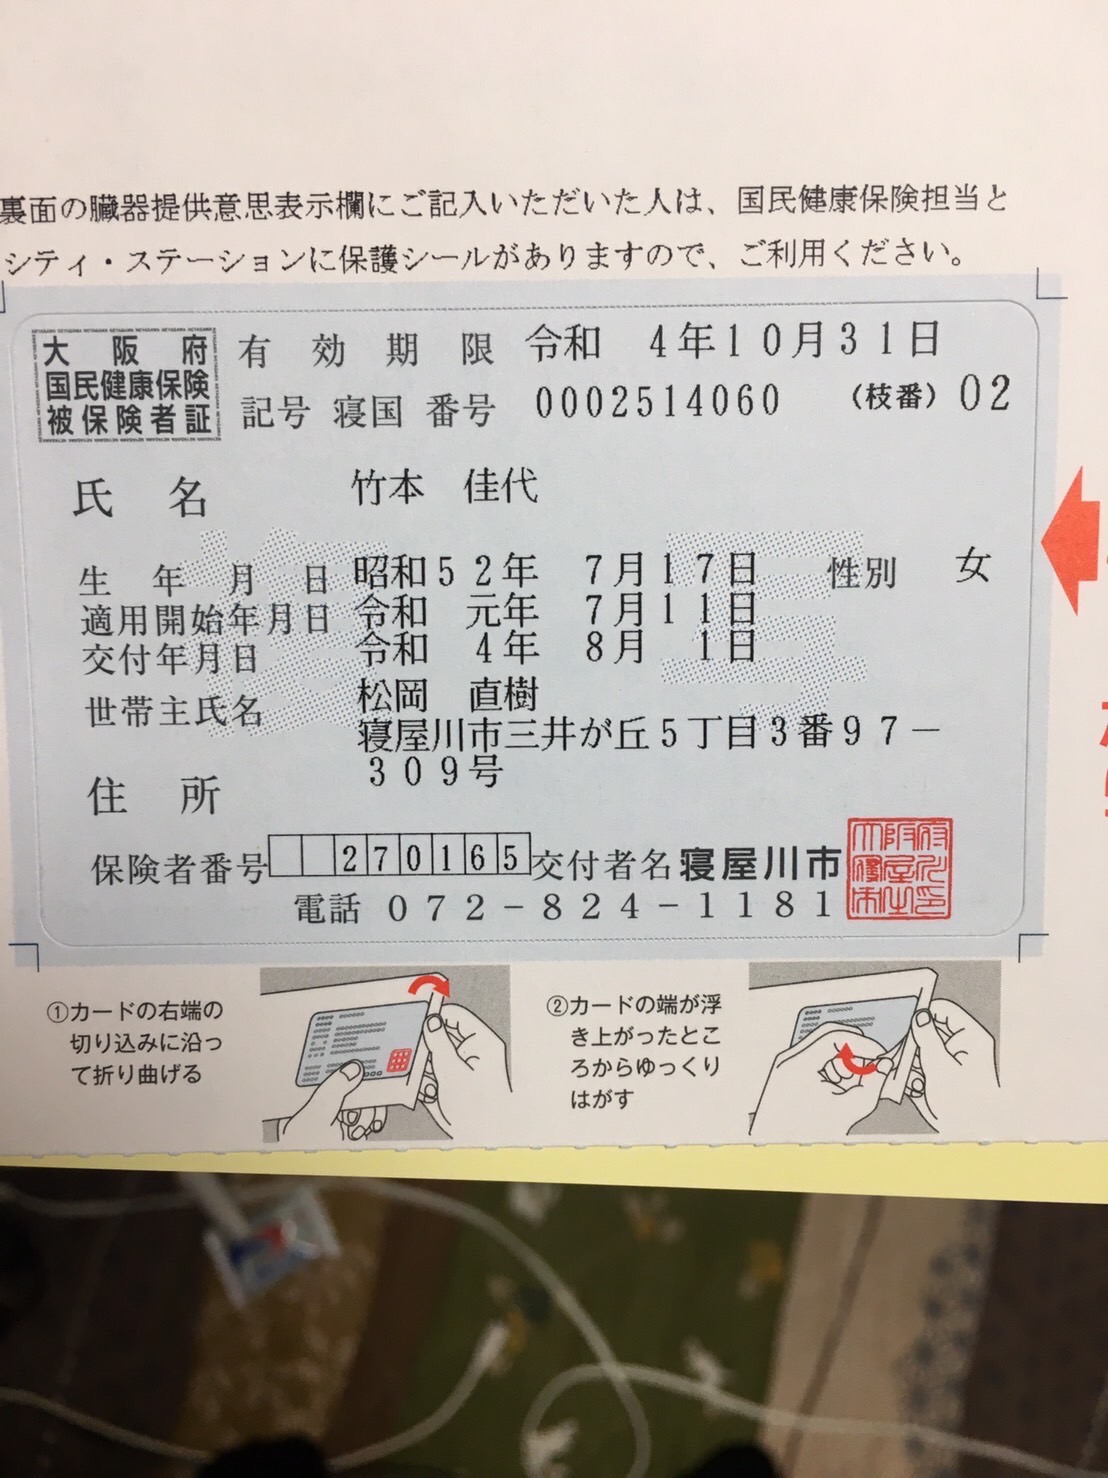 裏面の臓器提供意思表示欄にご記入いただいた人は、国民健康保険担当と
シティ・ステーションに保護シールがありますので、ご利用ください。
大阪府
国民健康保険
被保険者証
有効期限 令和 4年10月31日
記号 寝国 番号 0002514060 (枝番) 02
氏名 竹本 佳代
生年月日 昭和52年 7月17日 性別 女
適用開始年月日 令和 元年 7月11日
交付年月日 令和 4年 8月 1日
世帯主氏名 松岡 直樹
住所 寝屋川市三井が丘5丁目3番97-
309号
保険者番号 270165 交付者名 寝屋川市
電話 072-824-1181
①カードの右端の
切り込みに沿っ
て折り曲げる
②カードの端が浮
き上がったとこ
ろからゆっくり
はがす